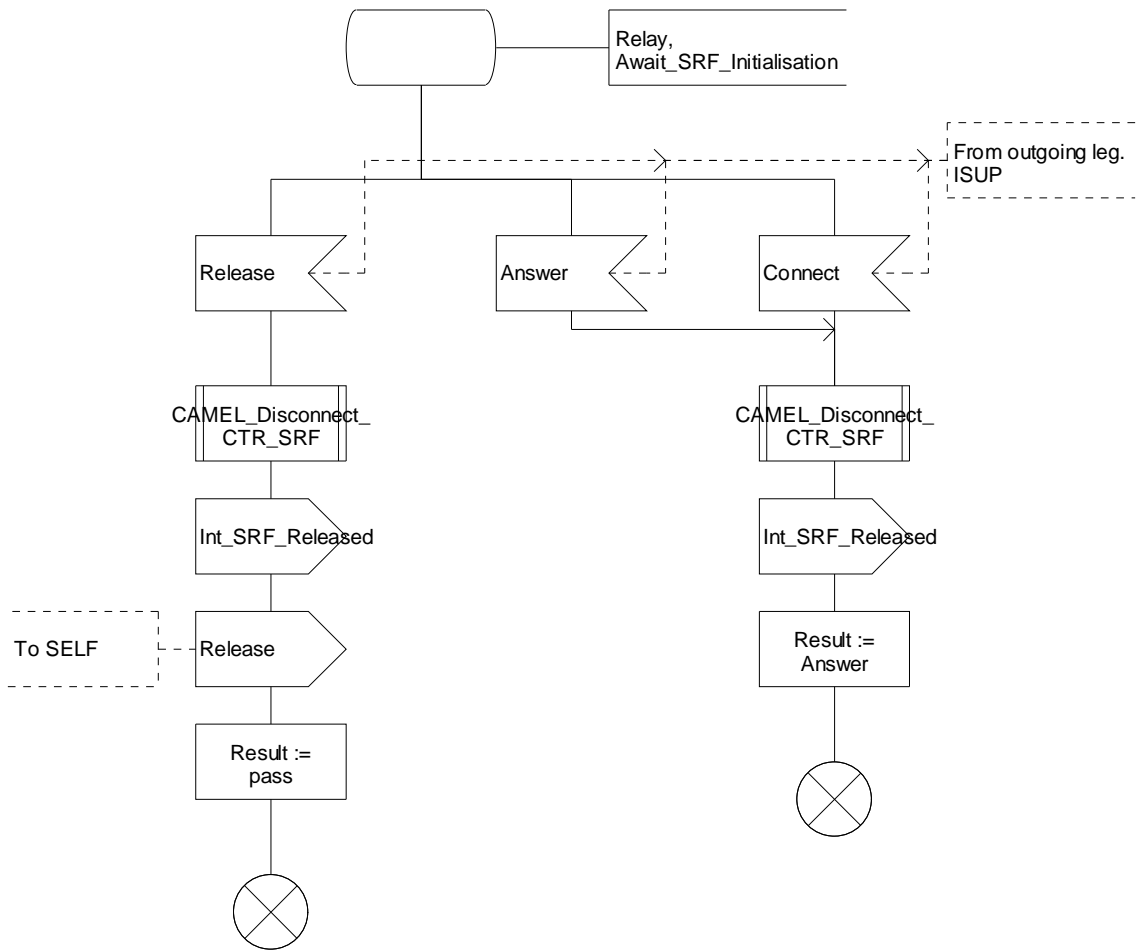 Relay,
Await_SRF_Initialisation
From outgoing leg.
ISUP
Release
Answer
Connect
CAMEL_Disconnect_
CTR_SRF
CAMEL_Disconnect_
CTR_SRF
Int_SRF_Released
Int_SRF_Released
To SELF
Release
Result :=
Answer
Result :=
pass